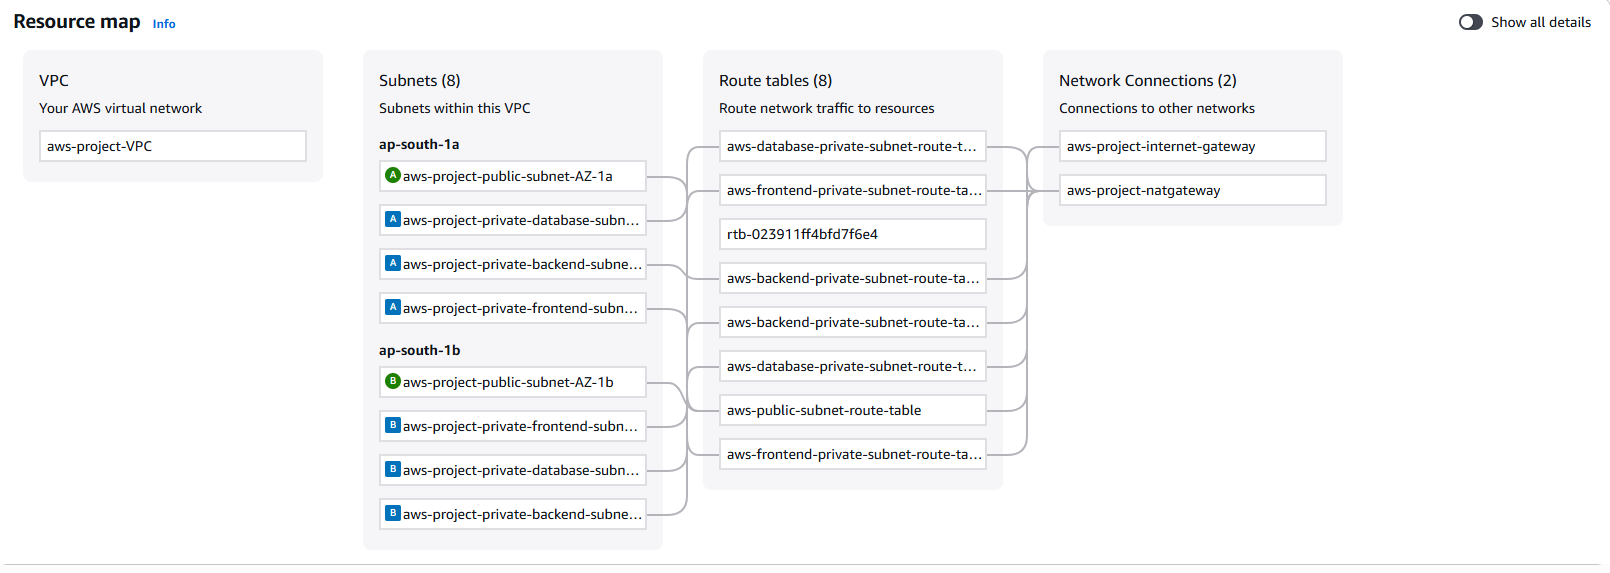 Resource map Info
Show all details
VPC
Your AWS virtual network
aws-project-VPC
Subnets (8)
Subnets within this VPC
ap-south-1a
A aws-project-public-subnet-AZ-1a
A aws-project-private-database-subn...
A aws-project-private-backend-subne...
A aws-project-private-frontend-subn...
ap-south-1b
B aws-project-public-subnet-AZ-1b
B aws-project-private-frontend-subn...
B aws-project-private-database-subn...
B aws-project-private-backend-subne...
Route tables (8)
Route network traffic to resources
aws-database-private-subnet-route-t...
aws-frontend-private-subnet-route-ta...
rtb-023911ff4bfd7f6e4
aws-backend-private-subnet-route-ta...
aws-backend-private-subnet-route-ta...
aws-database-private-subnet-route-t...
aws-public-subnet-route-table
aws-frontend-private-subnet-route-ta...
Network Connections (2)
Connections to other networks
aws-project-internet-gateway
aws-project-natgateway